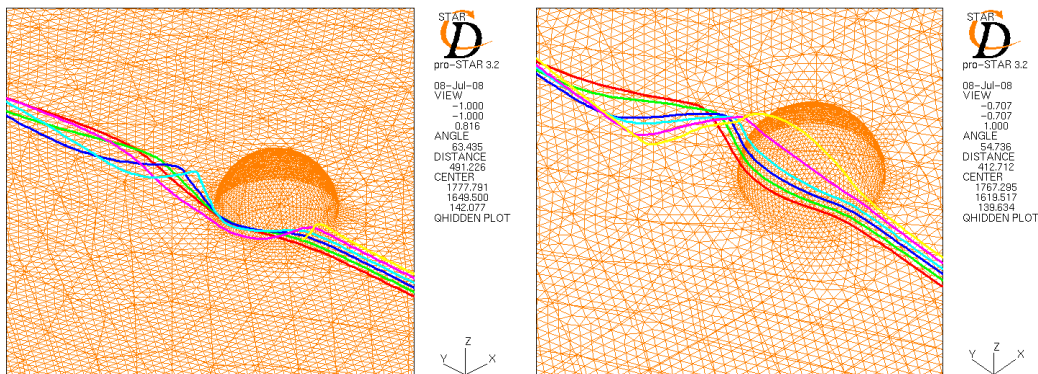 STAR
CD
pro-STAR 3.2
08-Jul-08
VIEW
-1.000
-1.000
0.816
ANGLE
63.435
DISTANCE
491.226
CENTER
1777.791
1649.500
142.077
QHIDDEN PLOT
Z
Y X
STAR
CD
pro-STAR 3.2
08-Jul-08
VIEW
-0.707
-0.707
1.000
ANGLE
54.736
DISTANCE
412.712
CENTER
1767.295
1619.517
139.634
QHIDDEN PLOT
Z
Y X